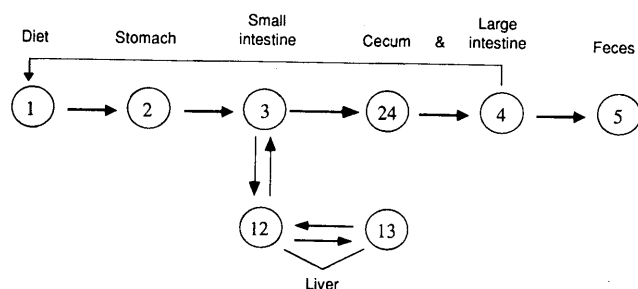 Diet Stomach Small intestine Cecum & Large intestine Feces
1 2 3 24 4 5
12 13
Liver